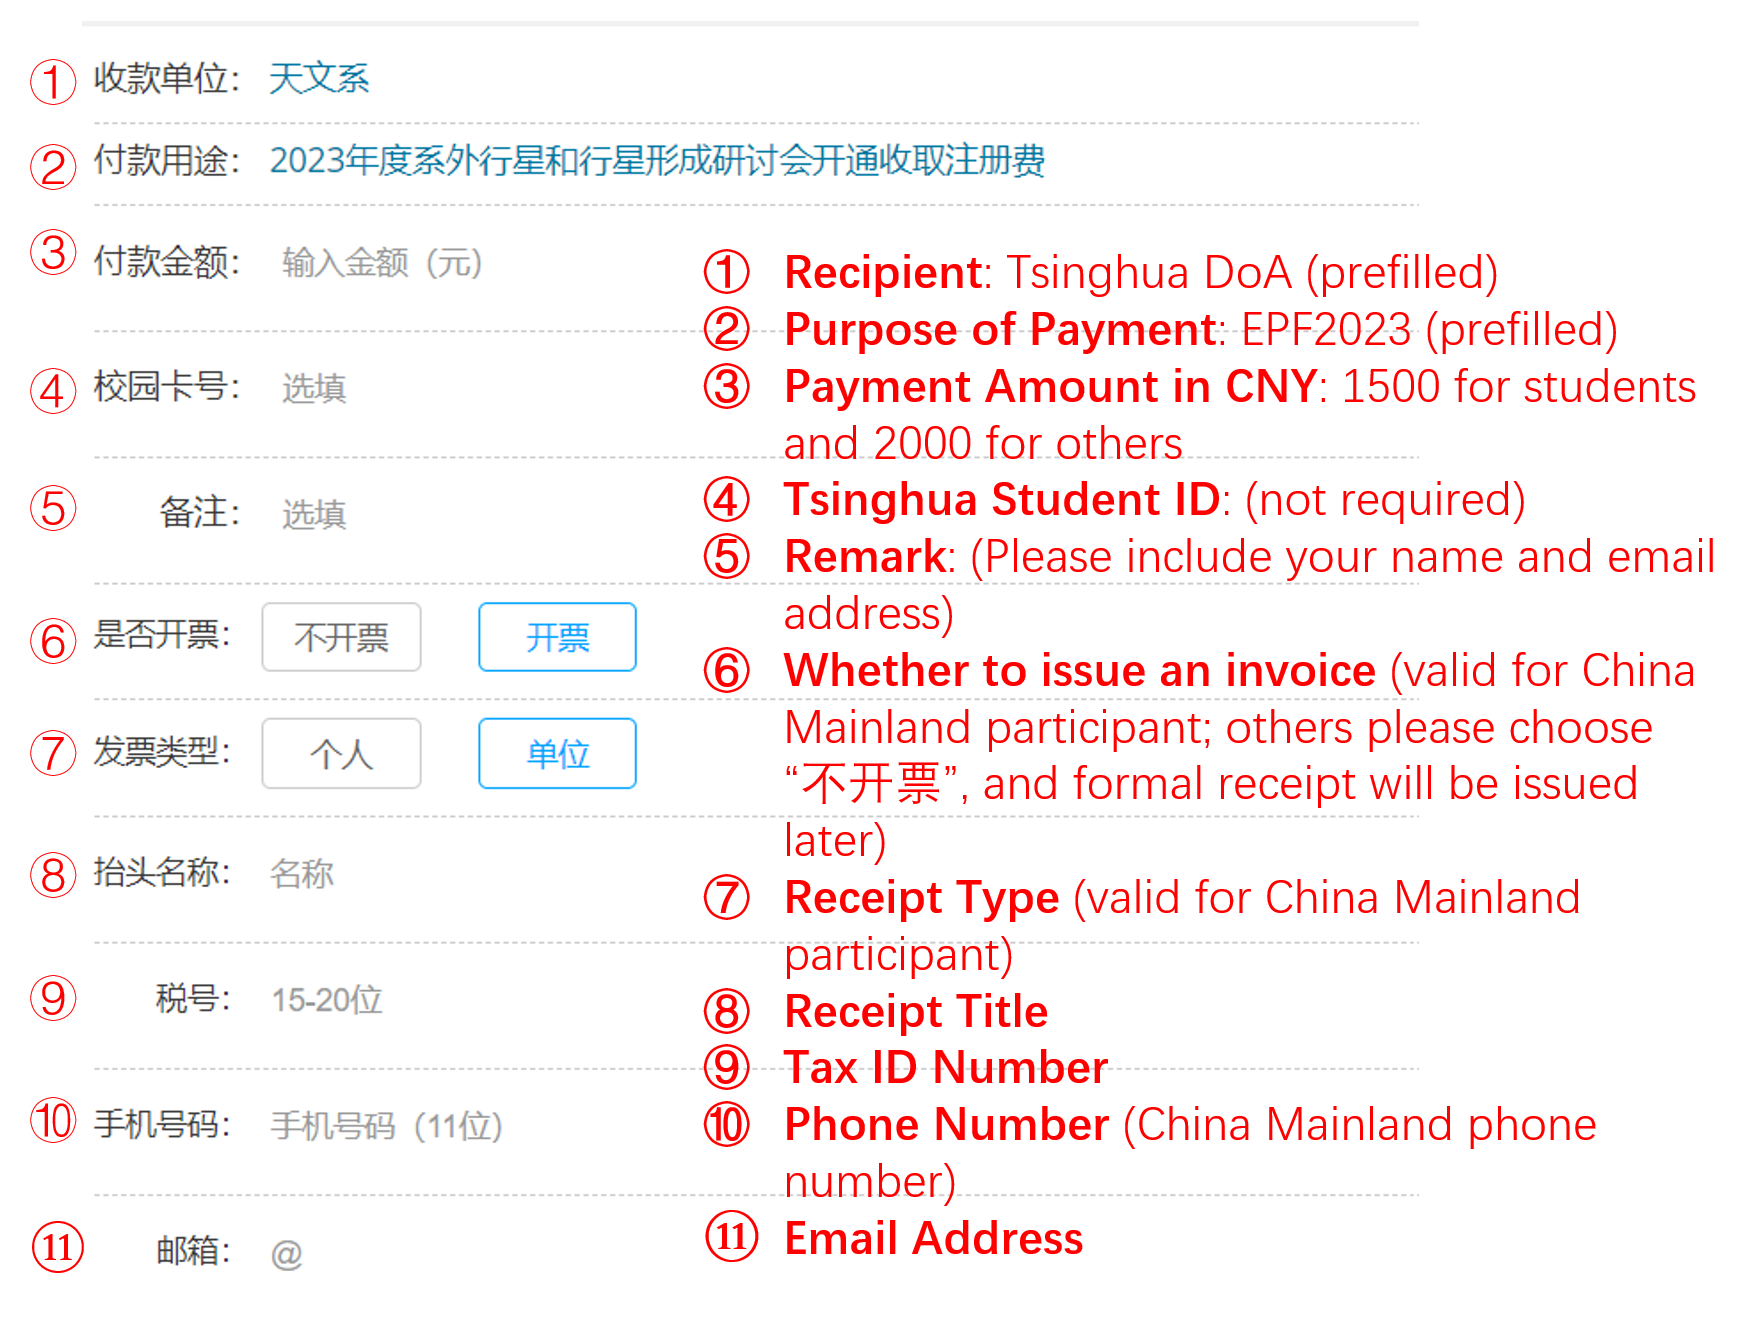 ① 收款单位： 天文系
② 付款用途： 2023年度系外行星和行星形成研讨会开通收取注册费
③ 付款金额： 输入金额（元）
④ 校园卡号： 选填
⑤ 备注： 选填
⑥ 是否开票： 不开票 开票
⑦ 发票类型： 个人 单位
⑧ 抬头名称： 名称
⑨ 税号： 15-20位
⑩ 手机号码： 手机号码（11位）
⑪ 邮箱： @
① Recipient: Tsinghua DoA (prefilled)
② Purpose of Payment: EPF2023 (prefilled)
③ Payment Amount in CNY: 1500 for students
and 2000 for others
④ Tsinghua Student ID: (not required)
⑤ Remark: (Please include your name and email
address)
⑥ Whether to issue an invoice (valid for China
Mainland participant; others please choose
“不开票”, and formal receipt will be issued
later)
⑦ Receipt Type (valid for China Mainland
participant)
⑧ Receipt Title
⑨ Tax ID Number
⑩ Phone Number (China Mainland phone
number)
⑪ Email Address